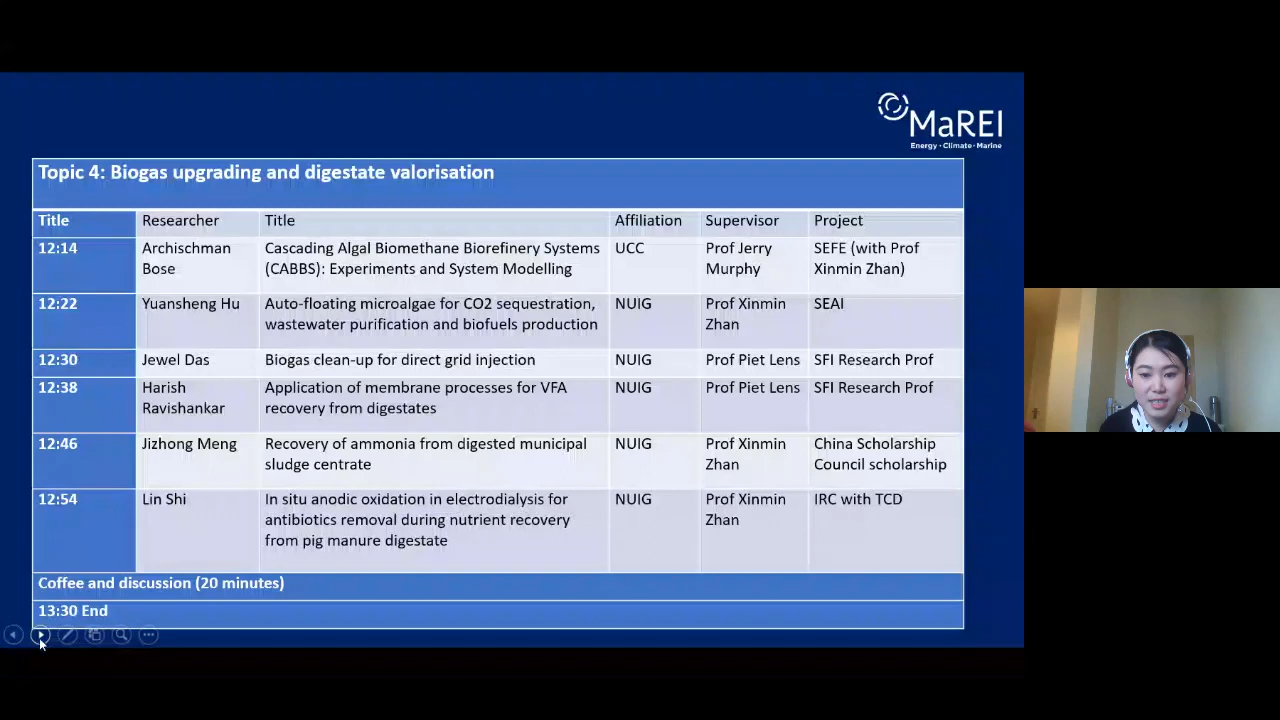 MaREI
Energy • Climate • Marine
Topic 4: Biogas upgrading and digestate valorisation
Title Researcher Title Affiliation Supervisor Project
12:14 Archischman Cascading Algal Biomethane Biorefinery Systems UCC Prof Jerry SEFE (with Prof
Bose (CABBS): Experiments and System Modelling Murphy Xinmin Zhan)
12:22 Yuansheng Hu Auto-floating microalgae for CO2 sequestration, NUIG Prof Xinmin SEAI
wastewater purification and biofuels production Zhan
12:30 Jewel Das Biogas clean-up for direct grid injection NUIG Prof Piet Lens SFI Research Prof
12:38 Harish Application of membrane processes for VFA NUIG Prof Piet Lens SFI Research Prof
Ravishankar recovery from digestates
12:46 Jizhong Meng Recovery of ammonia from digested municipal NUIG Prof Xinmin China Scholarship
sludge centrate Zhan Council scholarship
12:54 Lin Shi In situ anodic oxidation in electrodialysis for NUIG Prof Xinmin IRC with TCD
antibiotics removal during nutrient recovery Zhan
from pig manure digestate
Coffee and discussion (20 minutes)
13:30 End